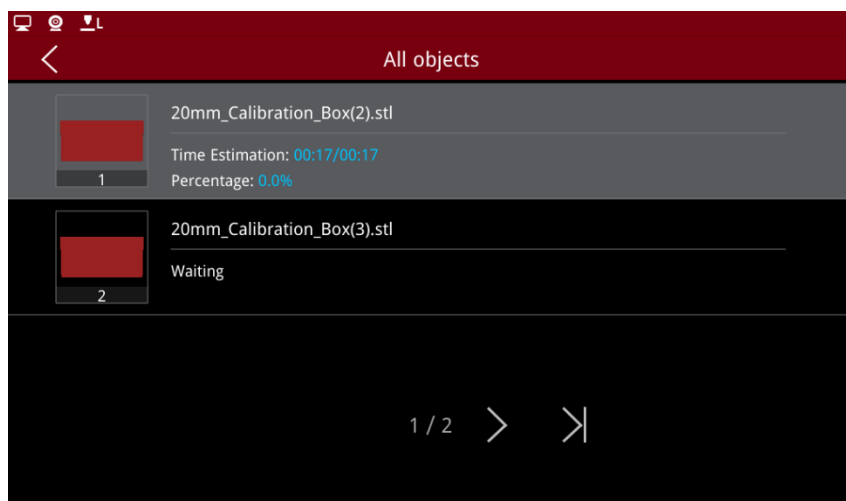 L
All objects
20mm_Calibration_Box(2).stl
Time Estimation: 00:17/00:17
Percentage: 0.0%
1
20mm_Calibration_Box(3).stl
Waiting
2
1 / 2